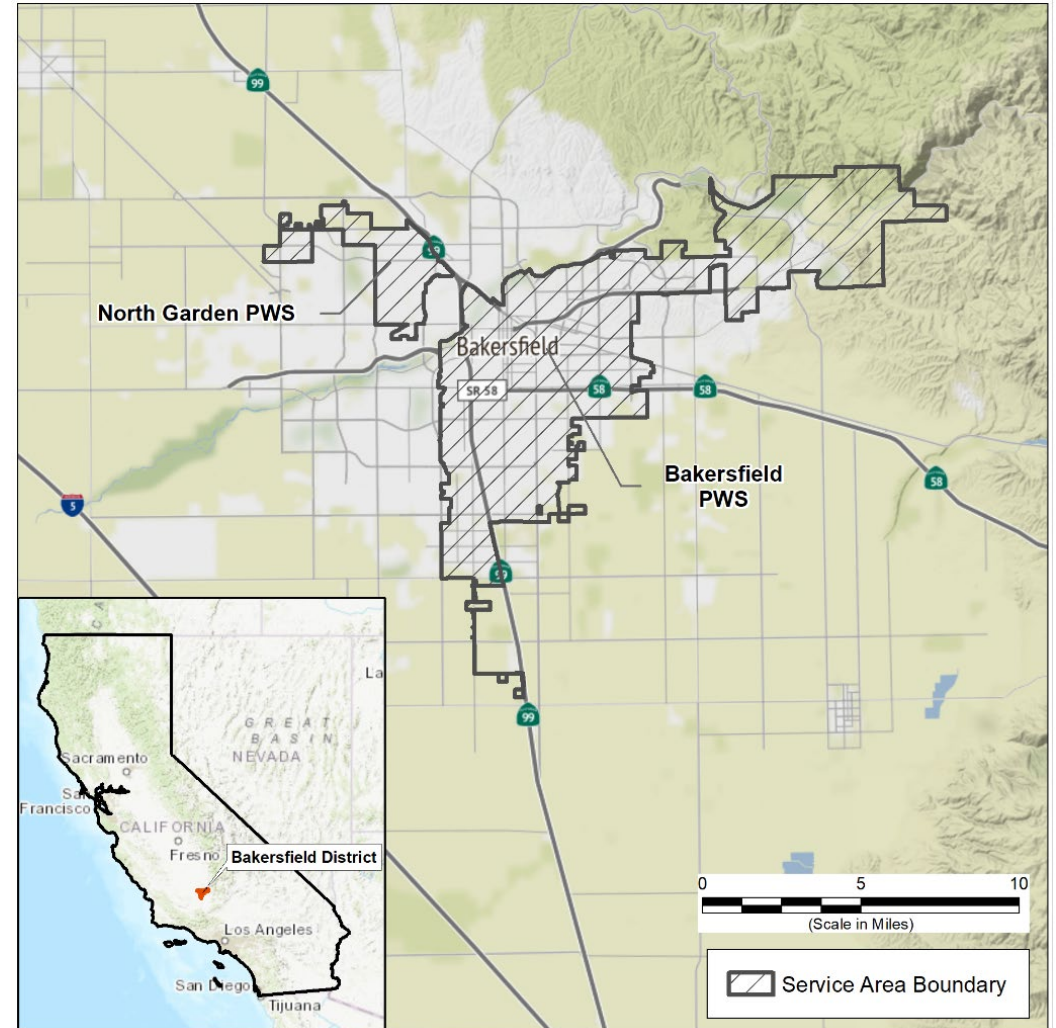 99
99
North Garden PWS
Bakersfield
SR 58
58
58
Bakersfield
PWS
58
5
99
99
La
GREAT
BASIN
NEVADA
Sacramento
San
Francisco
CALIFORNIA
Fresno
Bakersfield District
Los Angeles
San Diego
Tijuana
0 5 10
(Scale in Miles)
Service Area Boundary